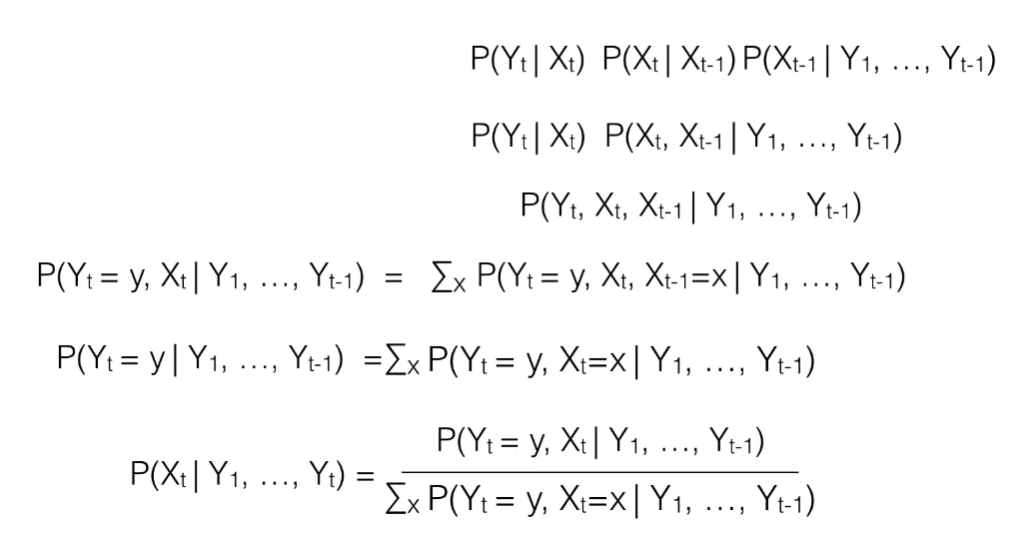 P(Yt | Xt) P(Xt | Xt-1) P(Xt-1 | Y1, …, Yt-1)
P(Yt | Xt) P(Xt, Xt-1 | Y1, …, Yt-1)
P(Yt, Xt, Xt-1 | Y1, …, Yt-1)
P(Yt = y, Xt | Y1, …, Yt-1) = ∑x P(Yt = y, Xt, Xt-1=x | Y1, …, Yt-1)
P(Yt = y | Y1, …, Yt-1) =∑x P(Yt = y, Xt=x | Y1, …, Yt-1)
P(Yt = y, Xt | Y1, …, Yt-1)
P(Xt | Y1, …, Yt) =
∑x P(Yt = y, Xt=x | Y1, …, Yt-1)